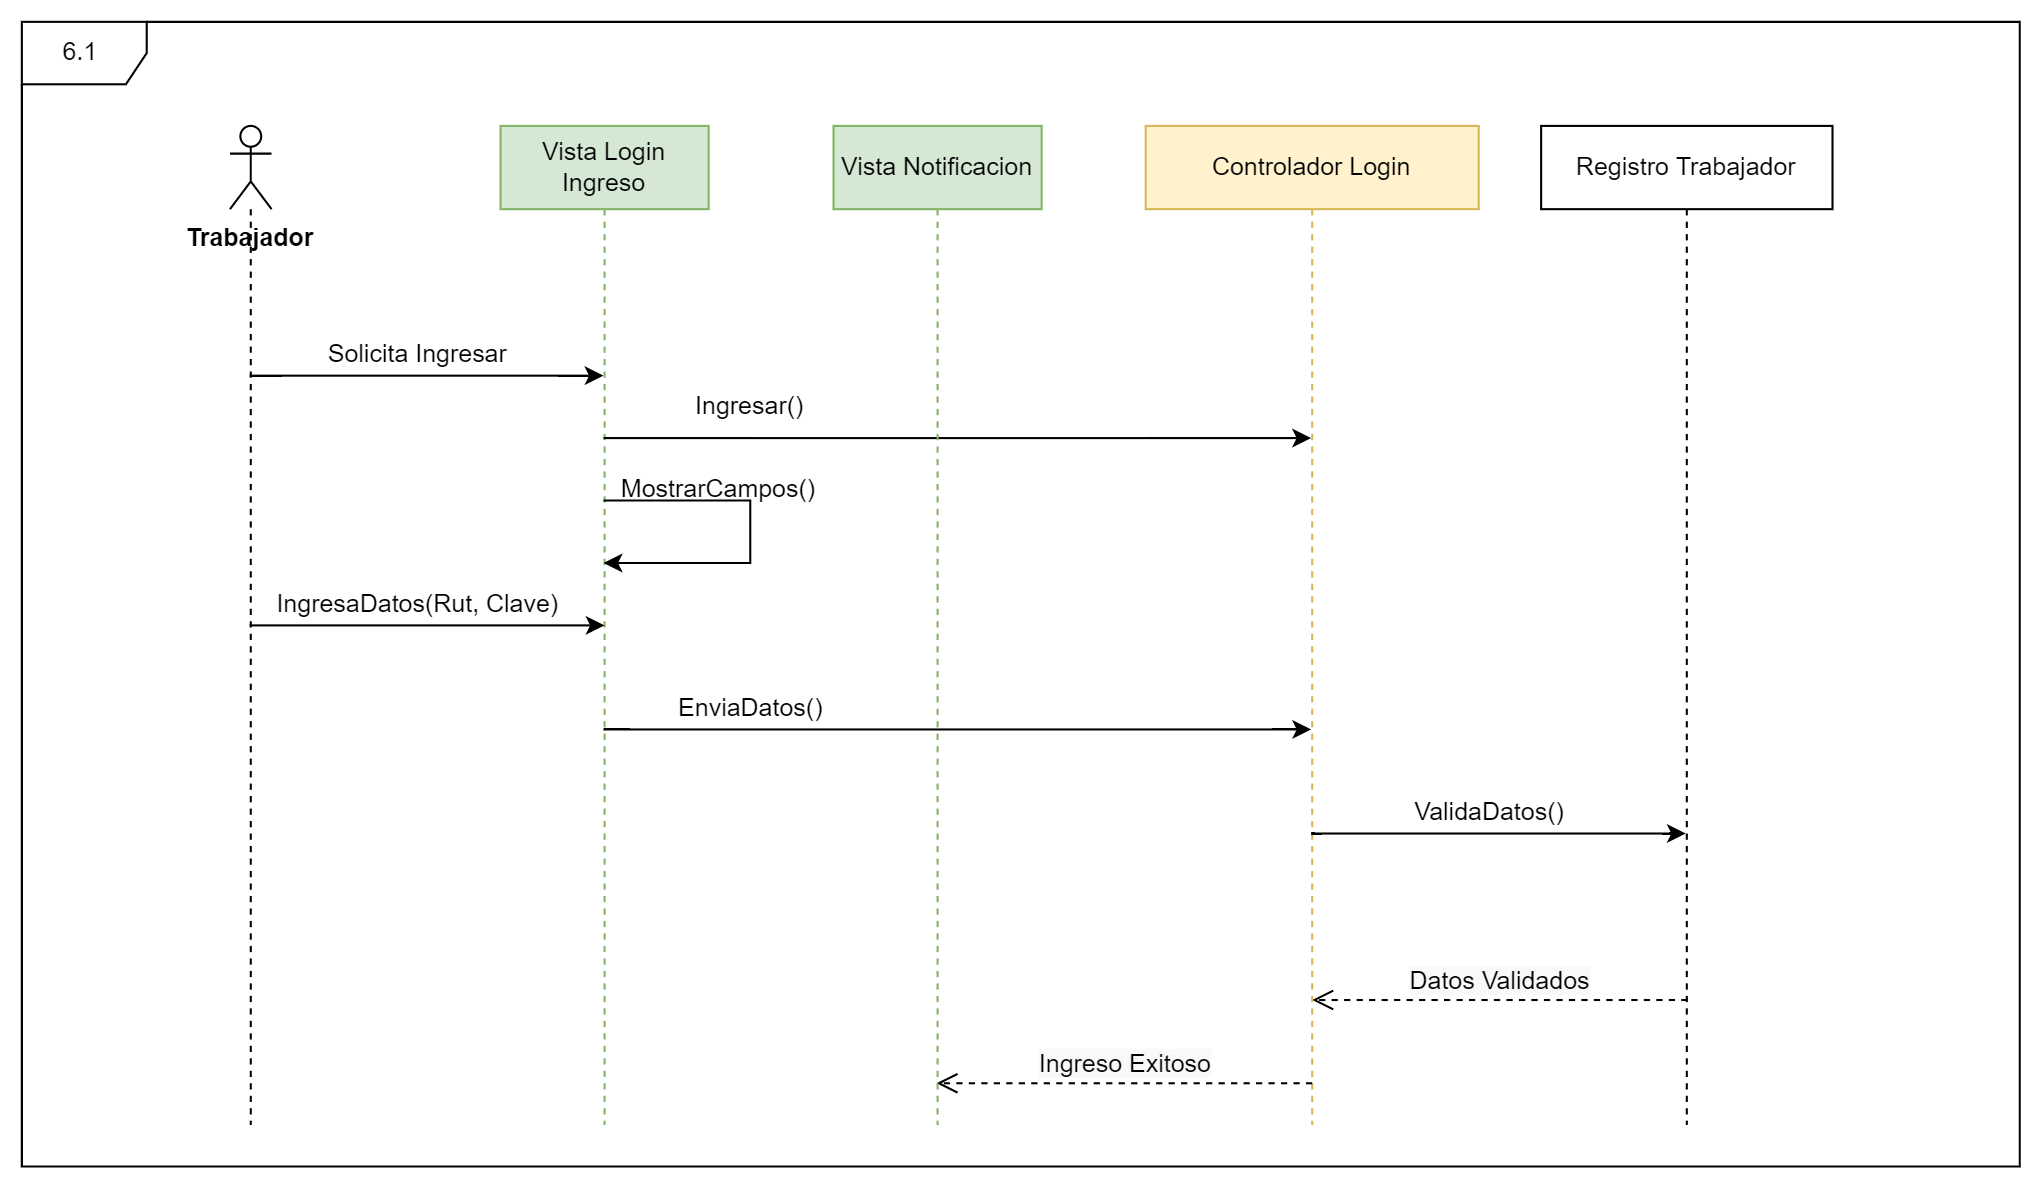 6.1
Trabajador
Vista Login
Ingreso
Vista Notificacion
Controlador Login
Registro Trabajador
Solicita Ingresar
Ingresar()
MostrarCampos()
IngresaDatos(Rut, Clave)
EnviaDatos()
ValidaDatos()
Datos Validados
Ingreso Exitoso